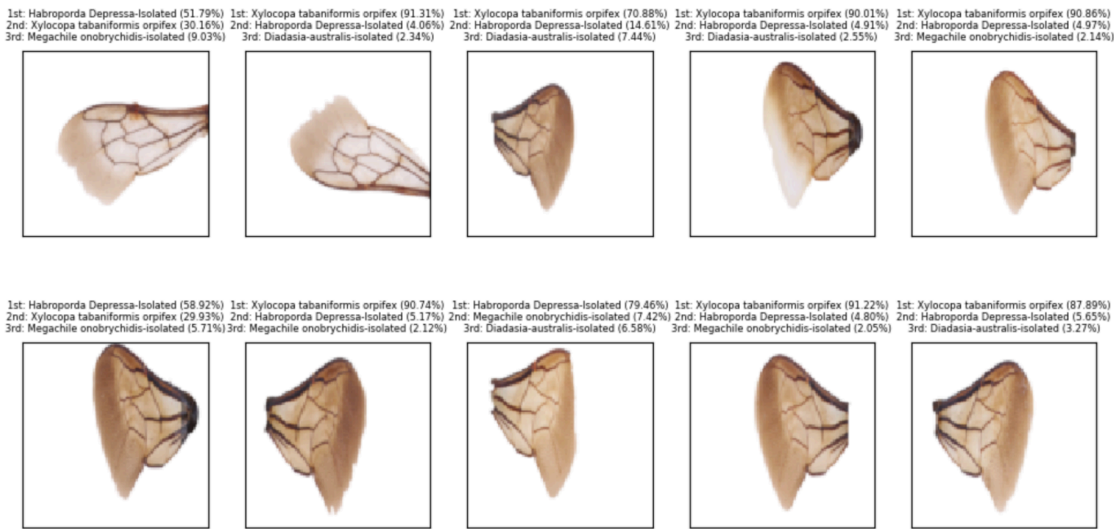 1st: Habroporda Depressa-Isolated (51.79%)
2nd: Xylocopa tabaniformis orpifex (30.16%)
3rd: Megachile onobrychidis-isolated (9.03%)
1st: Xylocopa tabaniformis orpifex (91.31%)
2nd: Habroporda Depressa-Isolated (4.06%)
3rd: Diadasia-australis-isolated (2.34%)
1st: Xylocopa tabaniformis orpifex (70.88%)
2nd: Habroporda Depressa-Isolated (14.61%)
3rd: Diadasia-australis-isolated (7.44%)
1st: Xylocopa tabaniformis orpifex (90.01%)
2nd: Habroporda Depressa-Isolated (4.91%)
3rd: Diadasia-australis-isolated (2.55%)
1st: Xylocopa tabaniformis orpifex (90.86%)
2nd: Habroporda Depressa-Isolated (4.97%)
3rd: Megachile onobrychidis-isolated (2.14%)
1st: Habroporda Depressa-Isolated (58.92%)
2nd: Xylocopa tabaniformis orpifex (29.93%)
3rd: Megachile onobrychidis-isolated (5.71%)
1st: Xylocopa tabaniformis orpifex (90.74%)
2nd: Habroporda Depressa-Isolated (5.17%)
3rd: Megachile onobrychidis-isolated (2.12%)
1st: Habroporda Depressa-Isolated (79.46%)
2nd: Megachile onobrychidis-isolated (7.42%)
3rd: Diadasia-australis-isolated (6.58%)
1st: Xylocopa tabaniformis orpifex (91.22%)
2nd: Habroporda Depressa-Isolated (4.80%)
3rd: Megachile onobrychidis-isolated (2.05%)
1st: Xylocopa tabaniformis orpifex (87.89%)
2nd: Habroporda Depressa-Isolated (5.65%)
3rd: Diadasia-australis-isolated (3.27%)